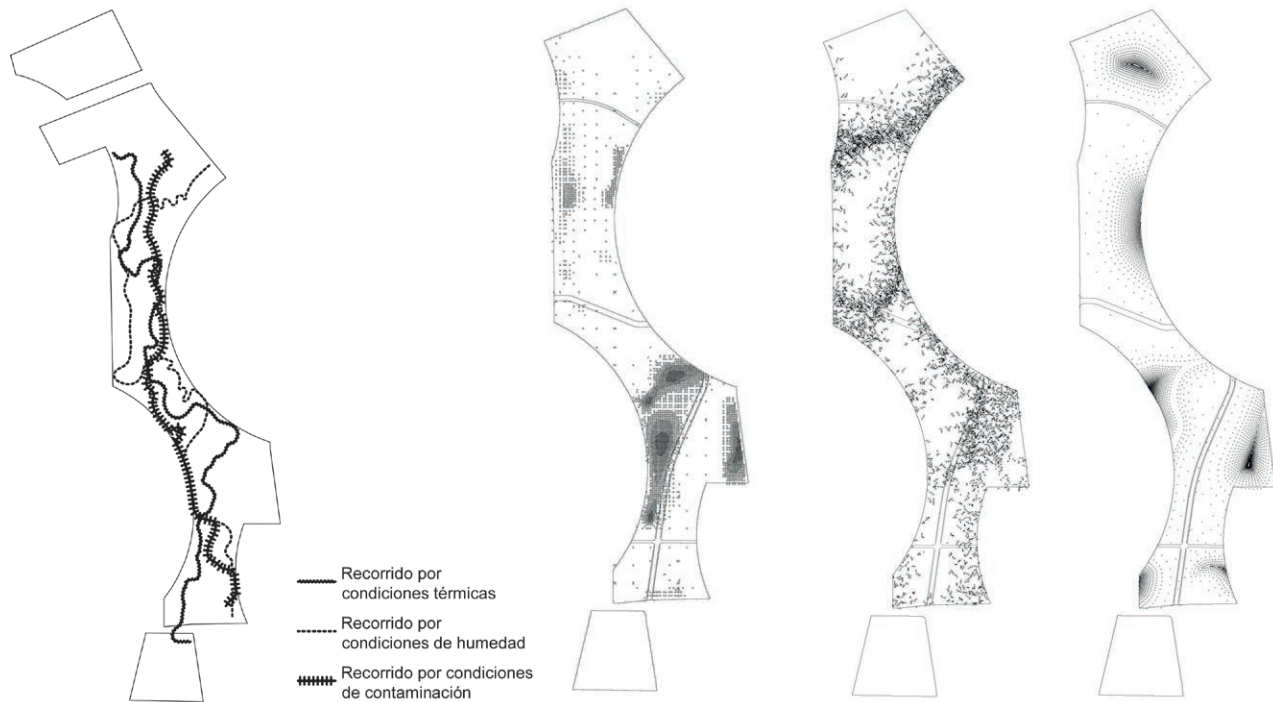 Recorrido por
condiciones térmicas
Recorrido por
condiciones de humedad
Recorrido por condiciones
de contaminación